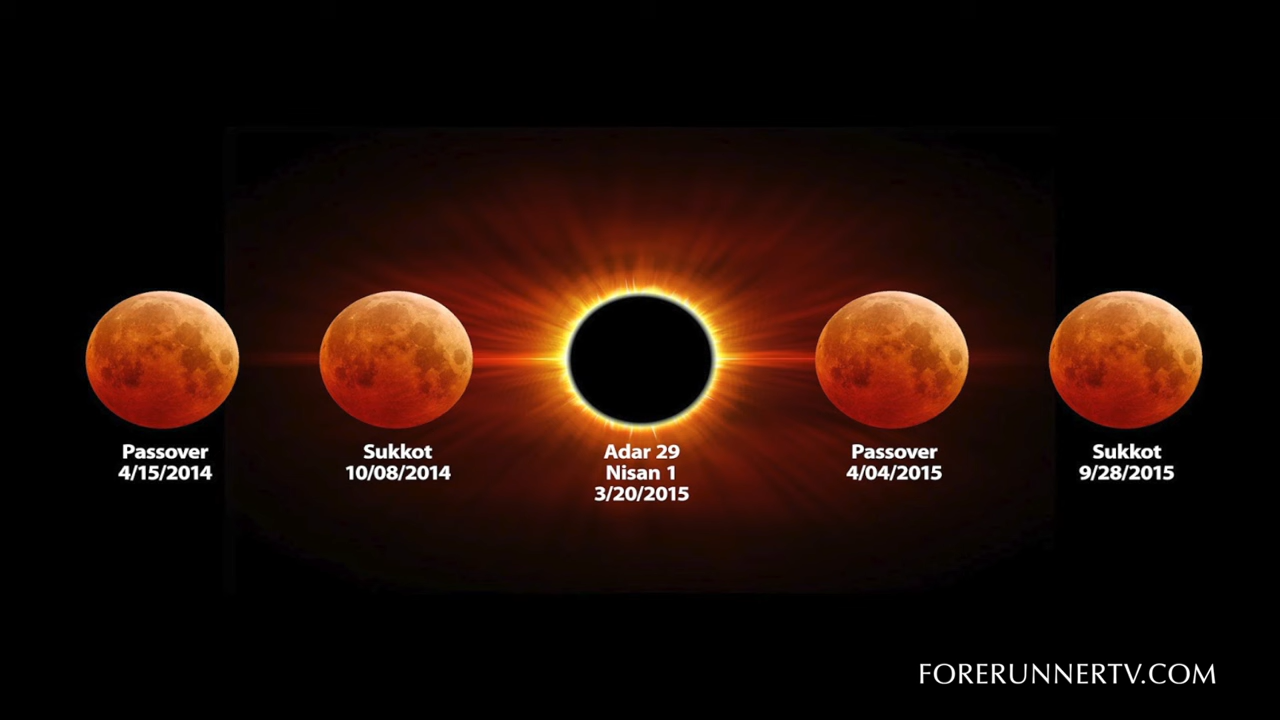 Passover
4/15/2014
Sukkot
10/08/2014
Adar 29
Nisan 1
3/20/2015
Passover
4/04/2015
Sukkot
9/28/2015
FORERUNNERTV.COM